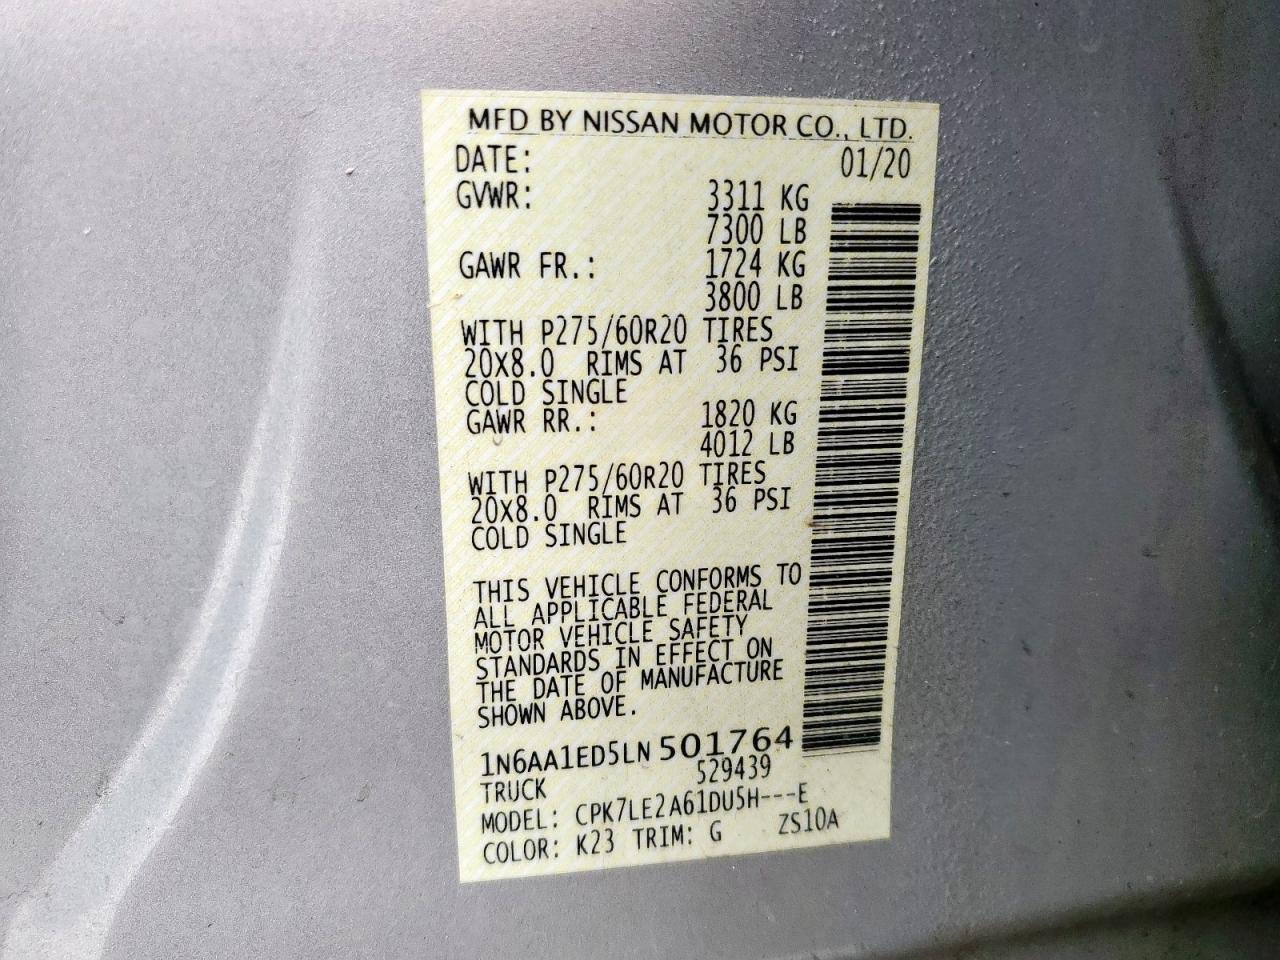 MFD BY NISSAN MOTOR CO., LTD.
DATE: 01/20
GVWR: 3311 KG
7300 LB
GAWR FR.: 1724 KG
3800 LB
WITH P275/60R20 TIRES
20X8.0 RIMS AT 36 PSI
COLD SINGLE
GAWR RR.: 1820 KG
4012 LB
WITH P275/60R20 TIRES
20X8.0 RIMS AT 36 PSI
COLD SINGLE
THIS VEHICLE CONFORMS TO
ALL APPLICABLE FEDERAL
MOTOR VEHICLE SAFETY
STANDARDS IN EFFECT ON
THE DATE OF MANUFACTURE
SHOWN ABOVE.
1N6AA1ED5LN501764
TRUCK 529439
MODEL: CPK7LE2A61DU5H---E
COLOR: K23 TRIM: G ZS10A